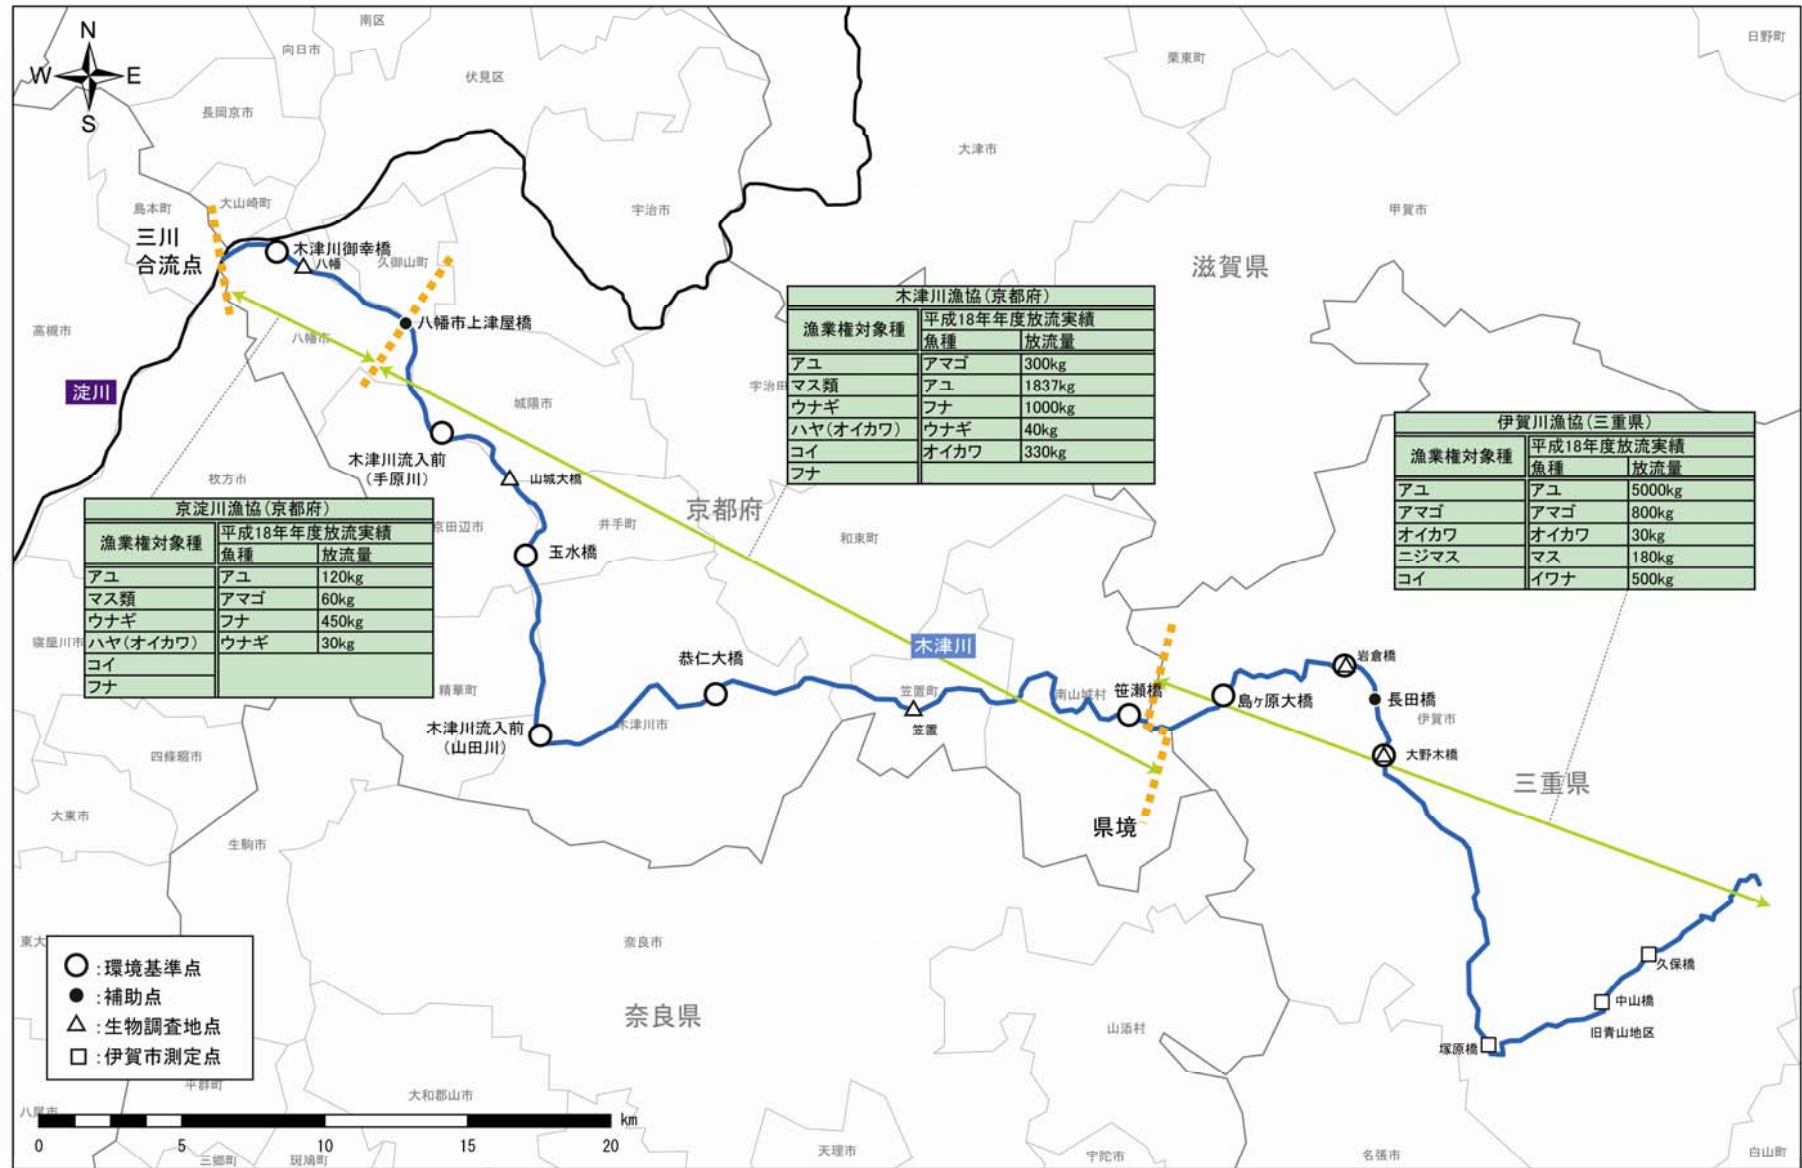 N
W E
S
南区
向日市
伏見区
長岡京市
栗東町
日野町
大津市
島本町
大山崎町
宇治市
甲賀市
三川
合流点
木津川御幸橋
八幡
久御山町
滋賀県
高槻市
八幡市
八幡市上津屋橋
淀川
城陽市
宇治田
木津川漁協(京都府)
漁業権対象種 平成18年年度放流実績
魚種 放流量
アユ アマゴ 300kg
マス類 アユ 1837kg
ウナギ フナ 1000kg
ハヤ(オイカワ) ウナギ 40kg
コイ オイカワ 330kg
フナ
伊賀川漁協(三重県)
漁業権対象種 平成18年度放流実績
魚種 放流量
アユ アユ 5000kg
アマゴ アマゴ 800kg
オイカワ オイカワ 30kg
ニジマス マス 180kg
コイ イワナ 500kg
木津川流入前
(手原川)
山城大橋
枚方市
京田辺市
井手町
京都府
和束町
京淀川漁協(京都府)
漁業権対象種 平成18年年度放流実績
魚種 放流量
アユ アユ 120kg
マス類 アマゴ 60kg
ウナギ フナ 450kg
ハヤ(オイカワ) ウナギ 30kg
コイ
フナ
玉水橋
寝屋川市
精華町
恭仁大橋
木津川
木津川流入前
(山田川)
木津川市
笠置町
笠置
南山城村
笹瀬橋
島ヶ原大橋
岩倉橋
長田橋
伊賀市
大野木橋
三重県
四條畷市
大東市
生駒市
県境
東大
奈良市
奈良県
山添村
久保橋
中山橋
旧青山地区
塚原橋
:環境基準点
:補助点
:生物調査地点
:伊賀市測定点
平群町
八尾市
大和郡山市
km
0 5 10 15 20
三郷町
斑鳩町
天理市
宇陀市
名張市
白山町